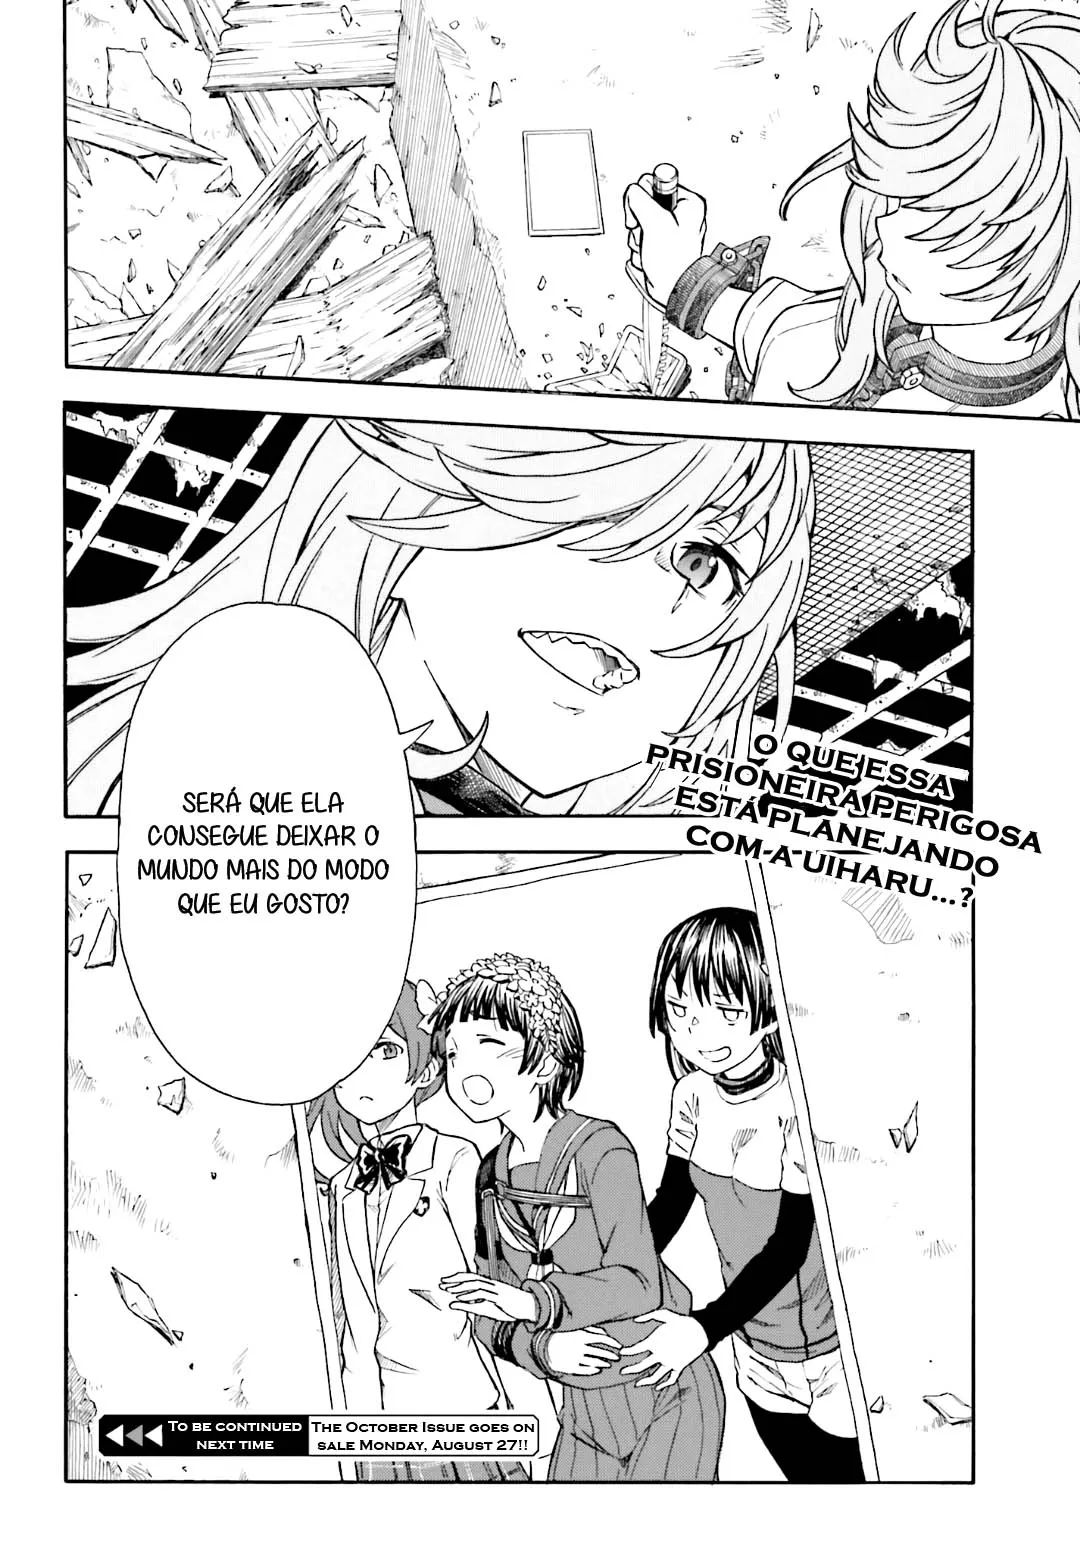 O QUE ESSA
PRISIONEIRA PERIGOSA
ESTÁ PLANEJANDO
COM A UIHARU...?
SERÁ QUE ELA
CONSEGUE DEIXAR O
MUNDO MAIS DO MODO
QUE EU GOSTO?
TO BE CONTINUED
NEXT TIME
THE OCTOBER ISSUE GOES ON
SALE MONDAY, AUGUST 27!!